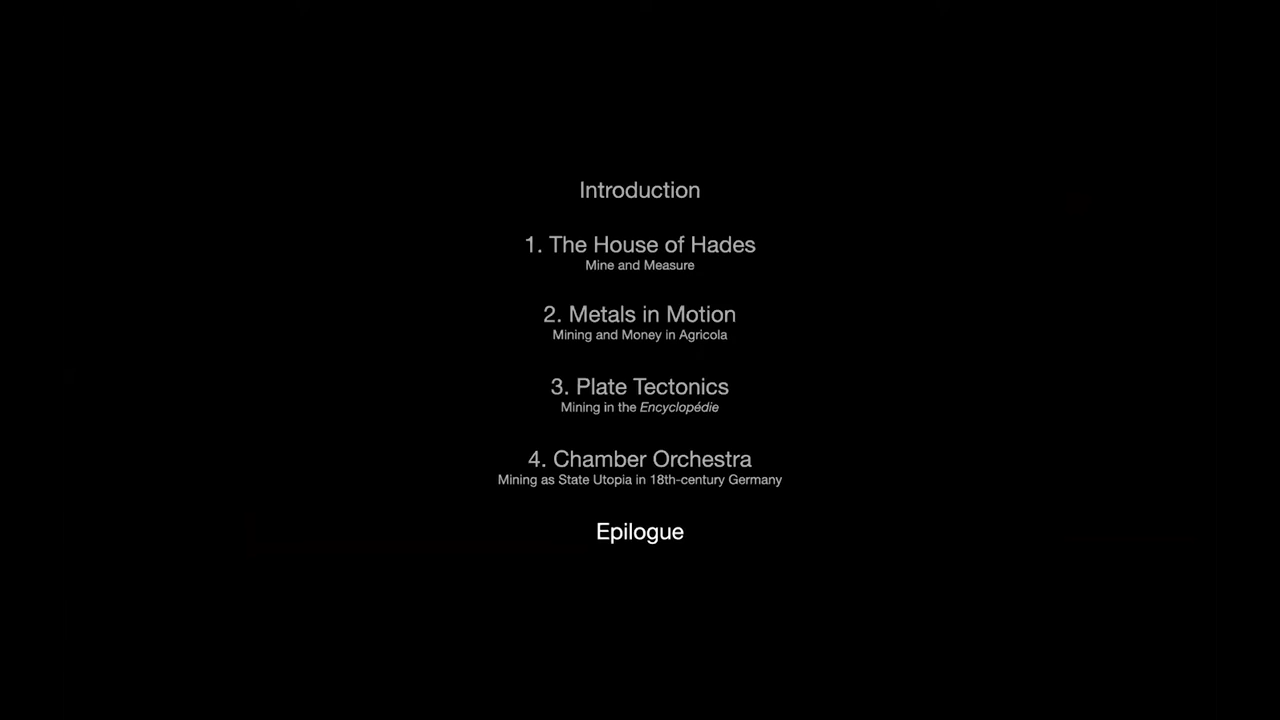 Introduction
1. The House of Hades
Mine and Measure
2. Metals in Motion
Mining and Money in Agricola
3. Plate Tectonics
Mining in the Encyclopédie
4. Chamber Orchestra
Mining as State Utopia in 18th-century Germany
Epilogue